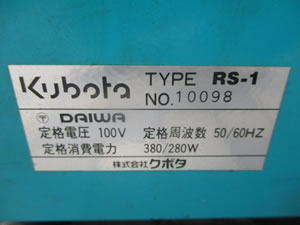 Kubota TYPE RS-1
NO. 10098
〒 DAIWA
定格電圧 100V 定格周波数 50/60HZ
定格消費電力 380/280W
株式会社 クボタ